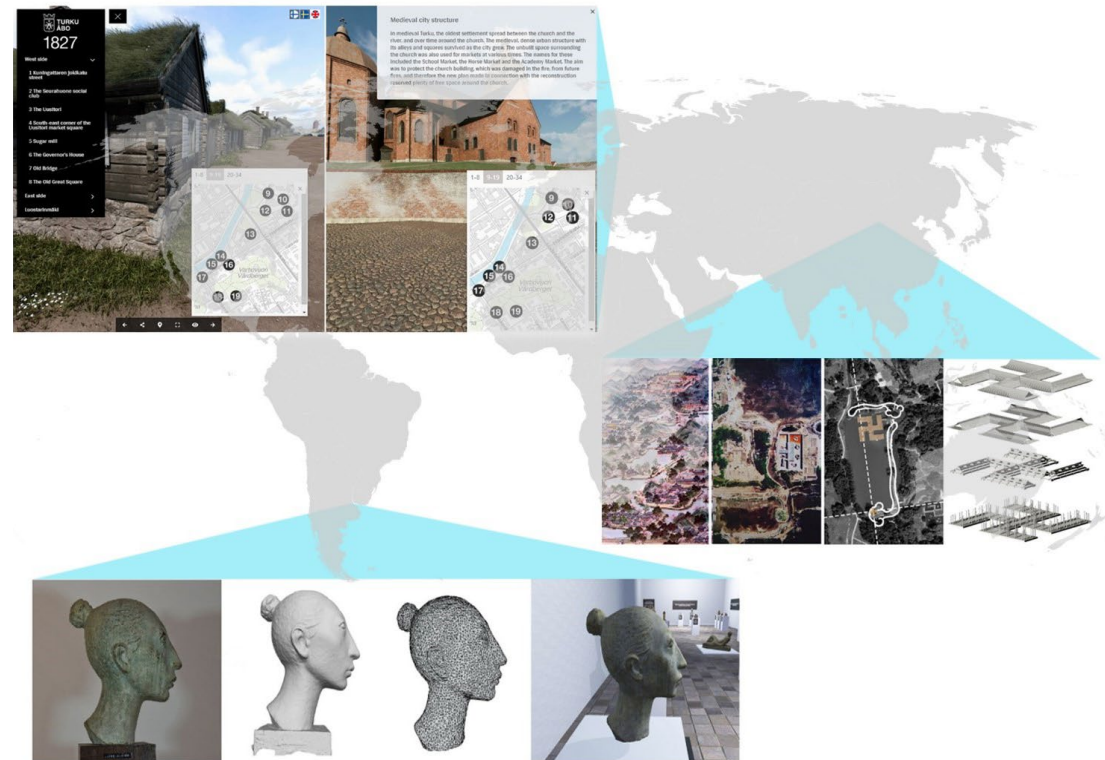 TURKU
ÅBO
1827
West side
1 Kuningattaren jokikatu
street
2 The Seurahuone social
club
3 The Uusitori
4 South-east corner of the
Uusitori market square
5 Sugar mill
6 The Governor's House
7 Old Bridge
8 The Old Great Square
East side
Luostarinmäki
1-8 9-19 20-34
9
10
12
11
13
14
15
16
17
19
Medieval city structure
In medieval Turku, the oldest settlement spread between the church and the
river, and over time around the church. The medieval, dense urban structure with
its alleys and squares survived as the city grew. The unbuilt space surrounding
the church was also used for markets at various times. The names for these
included the School Market, the Horse Market and the Academy Market. The aim
was to protect the church building, which was damaged in the fire, from future
fires, and therefore the new plan made in connection with the reconstruction
reserved plenty of free space around the church.
1-8 9-19 20-34
9
12
11
13
14
15
16
17
18
19